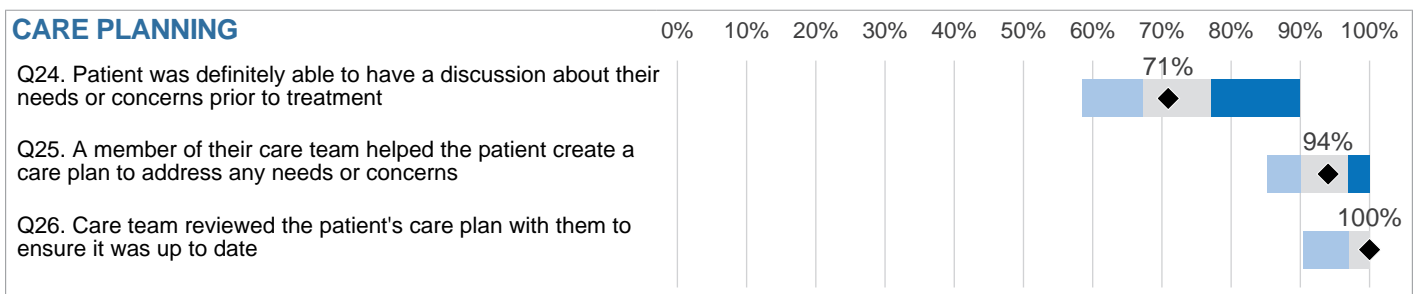 CARE PLANNING
0% 10% 20% 30% 40% 50% 60% 70% 80% 90% 100%
Q24. Patient was definitely able to have a discussion about their
needs or concerns prior to treatment
71%
Q25. A member of their care team helped the patient create a
care plan to address any needs or concerns
94%
Q26. Care team reviewed the patient's care plan with them to
ensure it was up to date
100%